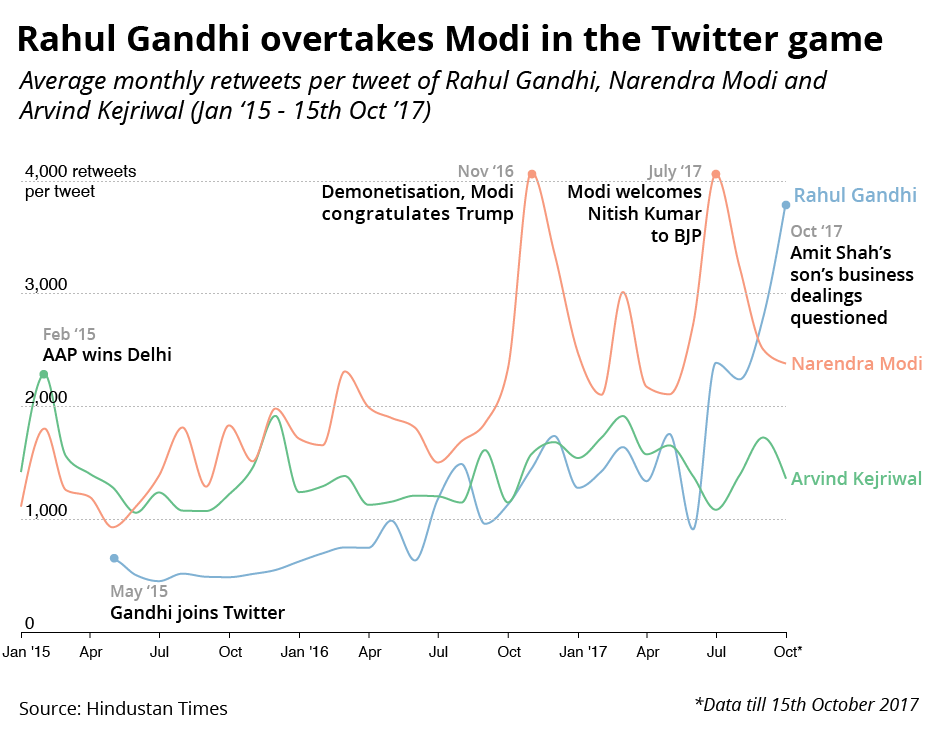 Rahul Gandhi overtakes Modi in the Twitter game
Average monthly retweets per tweet of Rahul Gandhi, Narendra Modi and
Arvind Kejriwal (Jan ‘15 - 15th Oct ’17)
4,000 retweets
per tweet
3,000
2,000
1,000
0
Feb ‘15
AAP wins Delhi
May ‘15
Gandhi joins Twitter
Nov ‘16
Demonetisation, Modi
congratulates Trump
July ‘17
Modi welcomes
Nitish Kumar
to BJP
Rahul Gandhi
Oct ‘17
Amit Shah’s
son’s business
dealings
questioned
Narendra Modi
Arvind Kejriwal
Jan '15 Apr Jul Oct Jan '16 Apr Jul Oct Jan '17 Apr Jul Oct*
Source: Hindustan Times
*Data till 15th October 2017